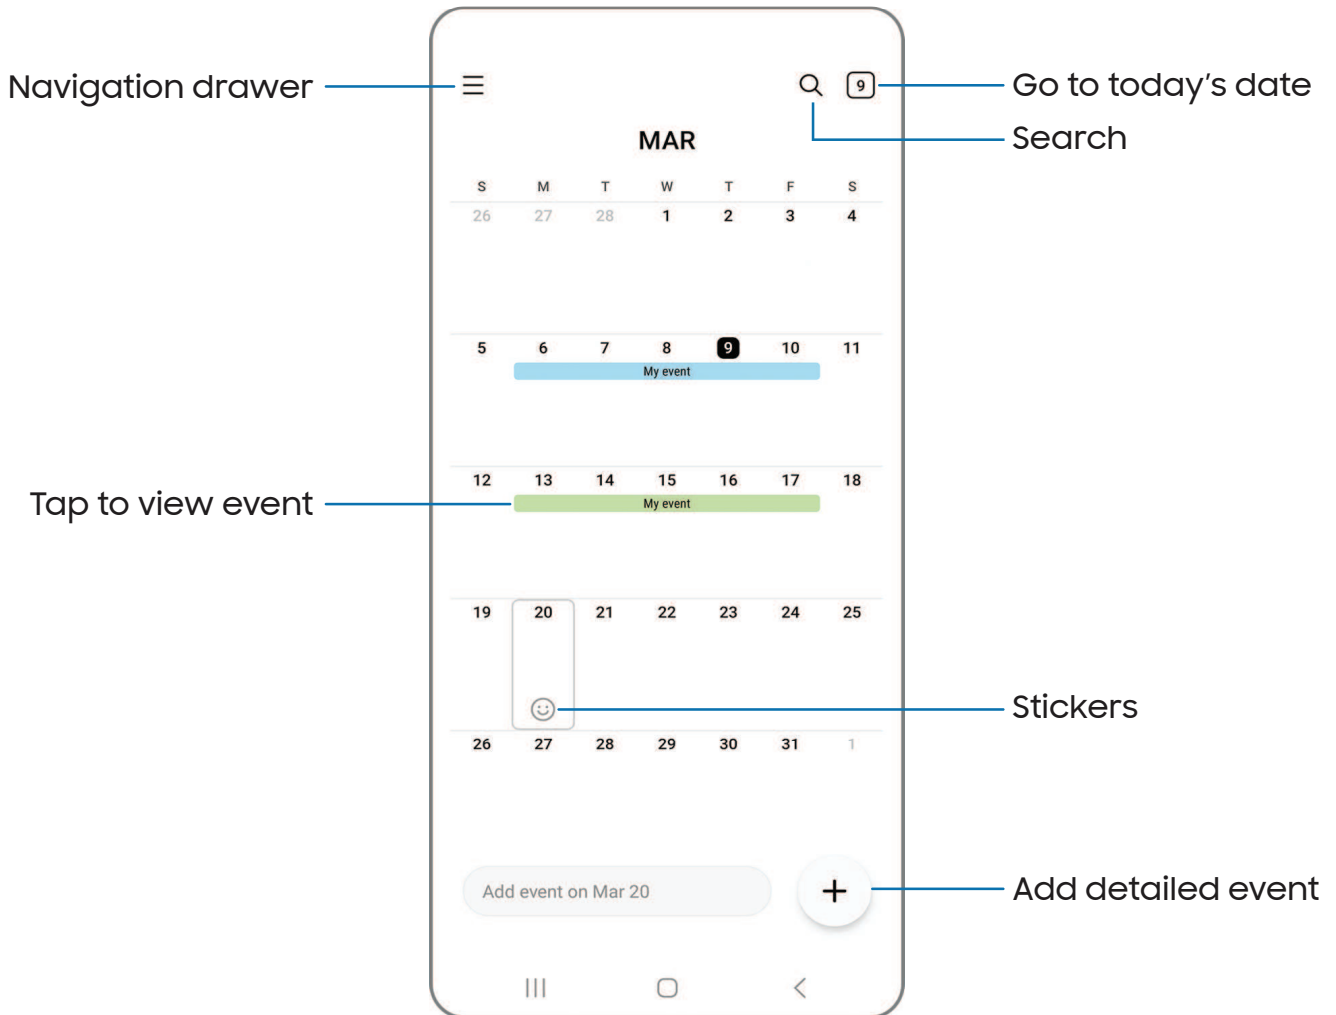 Navigation drawer
9
Go to today's date
Search
MAR
S M T W T F S
26 27 28 1 2 3 4
5 6 7 8 9 10 11
My event
12 13 14 15 16 17 18
Tap to view event
My event
19 20 21 22 23 24 25
Stickers
26 27 28 29 30 31 1
Add event on Mar 20
Add detailed event